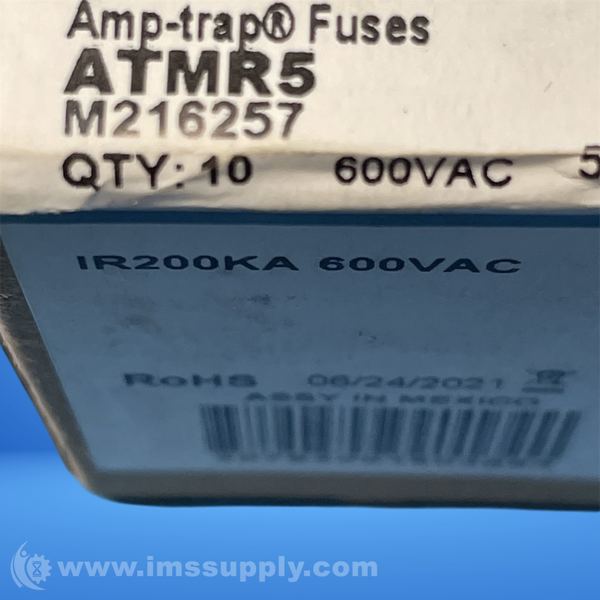 Amp-trap® Fuses
ATMR5
M216257
QTY: 10 600VAC 5
IR200KA 600VAC
RoHS 06/24/2021
ASSY IN MEXICO
www.imssupply.com